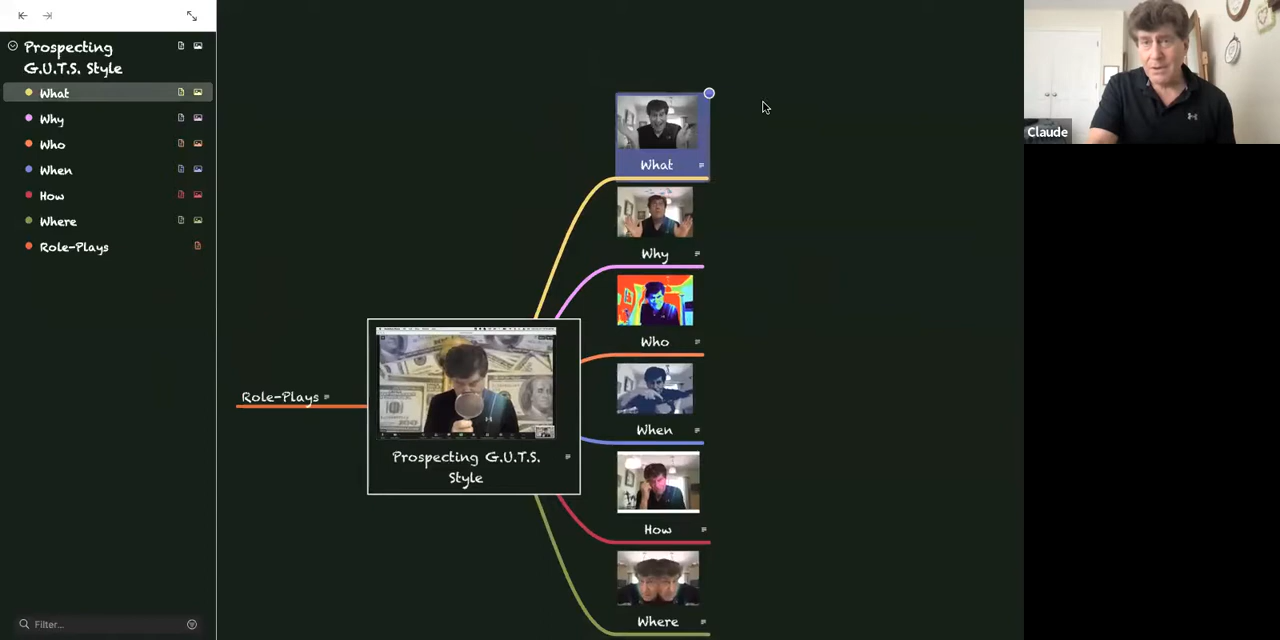 Prospecting
G.U.T.S. Style
What
Why
Who
When
How
Where
Role-Plays
Filter...
What
Why
Who
When
How
Where
Role-Plays
Prospecting G.U.T.S.
Style
Claude